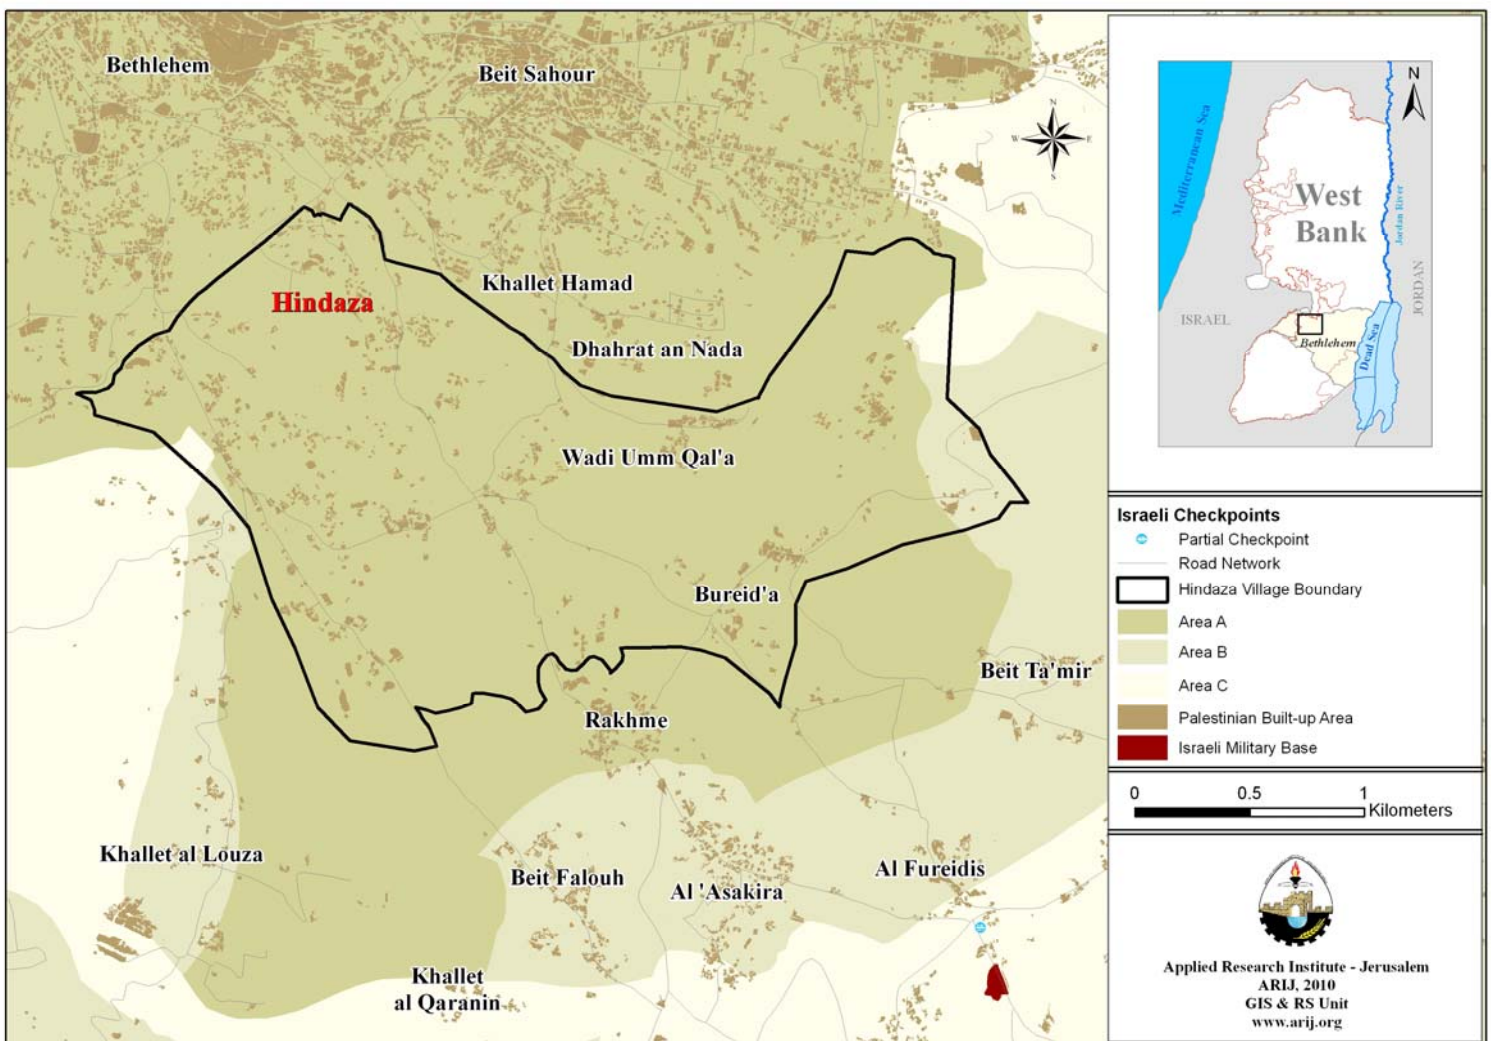 Bethlehem
Beit Sahour
N
W
E
S
Hindaza
Khallet Hamad
Dhahrat an Nada
Wadi Umm Qal'a
Bureid'a
Beit Ta'mir
Rakhme
Khallet al Louza
Beit Falouh
Al 'Asakira
Al Fureidis
Khallet
al Qaranin
N
Mediterranean Sea
West
Bank
Jordan River
JORDAN
ISRAEL
Bethlehem
Dead Sea
Israeli Checkpoints
Partial Checkpoint
Road Network
Hindaza Village Boundary
Area A
Area B
Area C
Palestinian Built-up Area
Israeli Military Base
0 0.5 1
Kilometers
Applied Research Institute - Jerusalem
ARIJ, 2010
GIS & RS Unit
www.arij.org